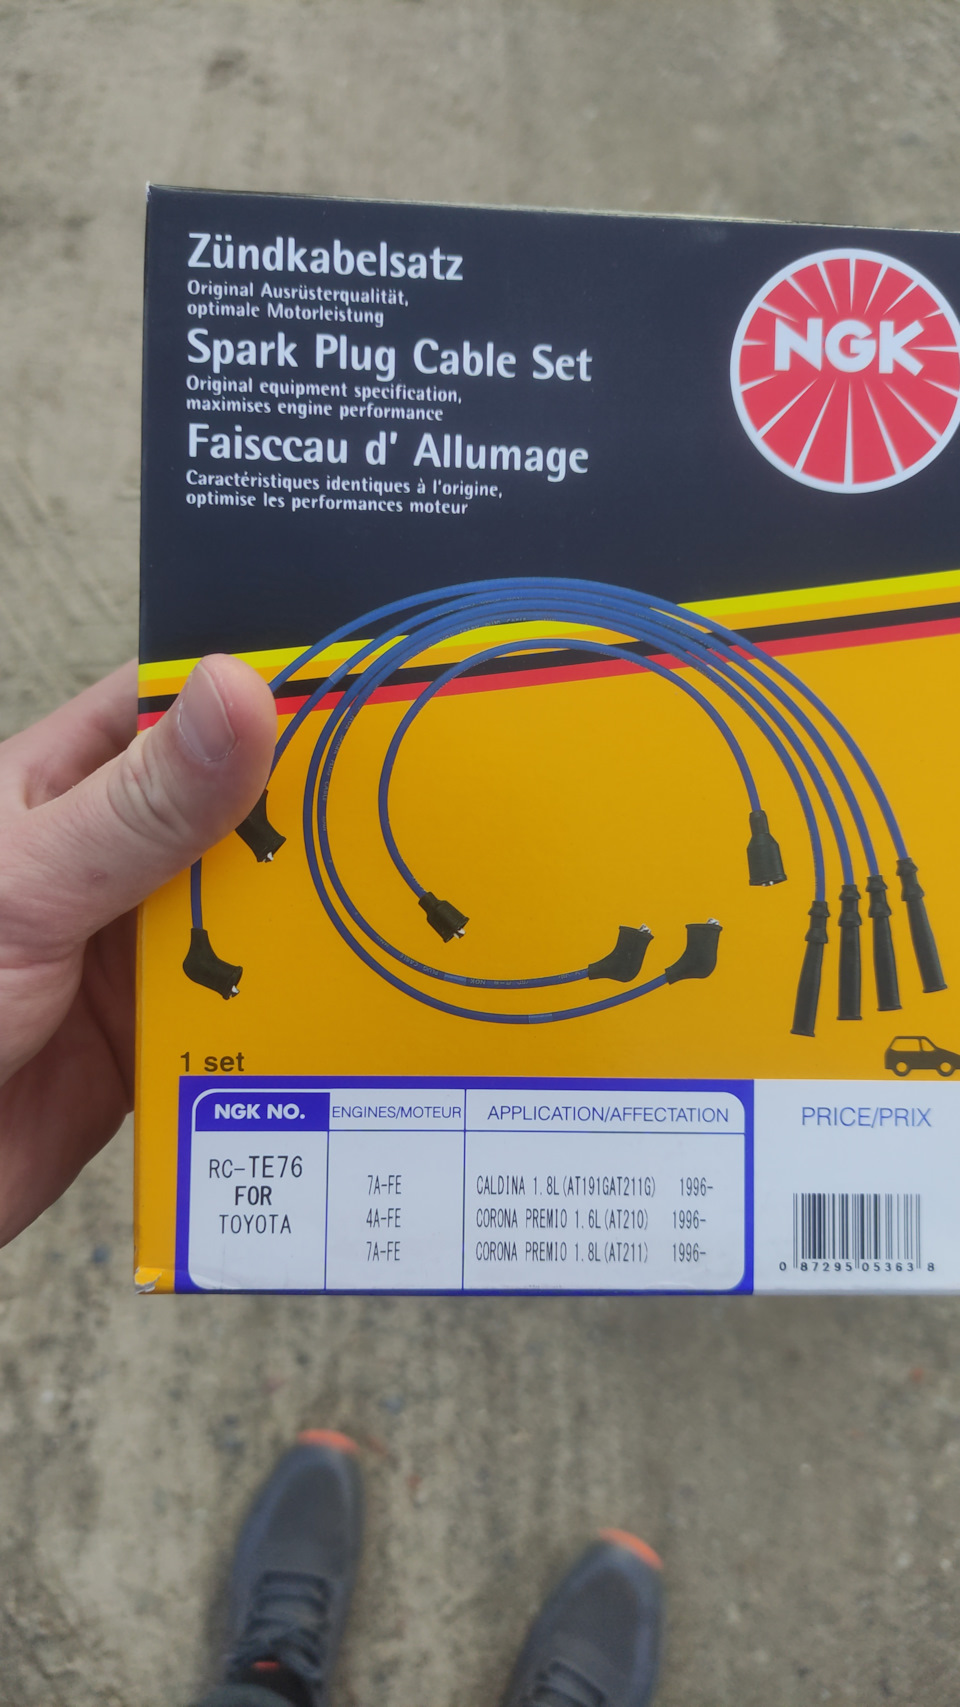 Zündkabelsatz
Original Ausrüsterqualität,
optimale Motorleistung
Spark Plug Cable Set
Original equipment specification,
maximises engine performance
Faisccau d' Allumage
Caractéristiques identiques à l'origine,
optimise les performances moteur
NGK
1 set
NGK NO. ENGINES/MOTEUR APPLICATION/AFFECTATION PRICE/PRIX
RC-TE76
FOR
TOYOTA
7A-FE CALDINA 1.8L(AT191GAT211G) 1996-
4A-FE CORONA PREMIO 1.6L(AT210) 1996-
7A-FE CORONA PREMIO 1.8L(AT211) 1996-
0 87295 05363 8